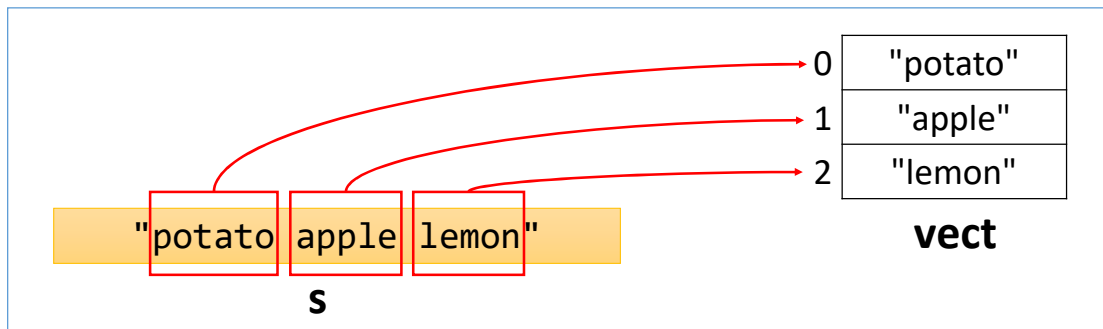 0 "potato"
1 "apple"
2 "lemon"
vect
"potato apple lemon"
s